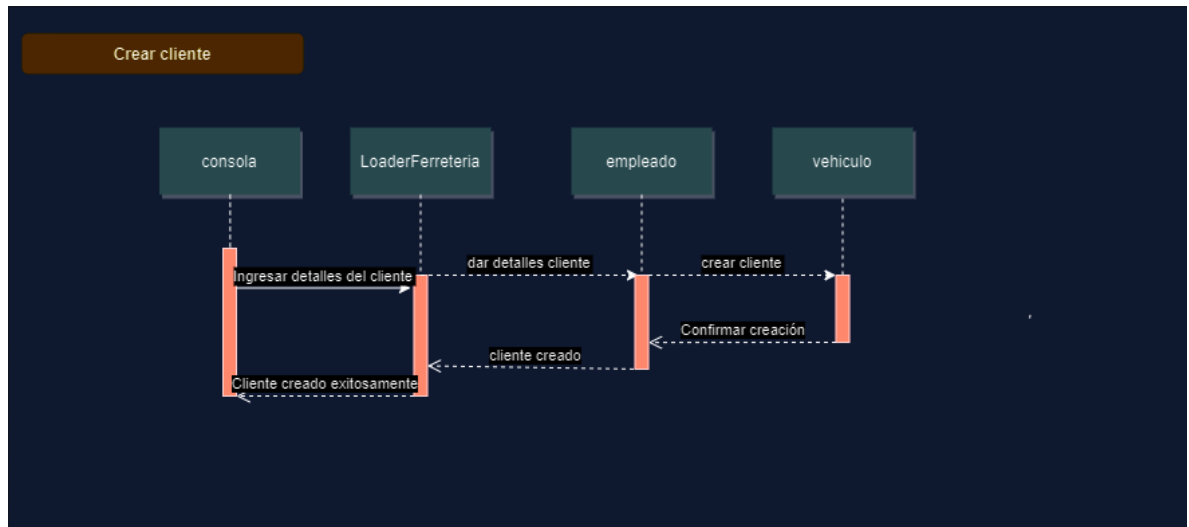 Crear cliente
consola
LoaderFerreteria
empleado
vehiculo
dar detalles cliente
crear cliente
Ingresar detalles del cliente
Confirmar creación
cliente creado
Cliente creado exitosamente